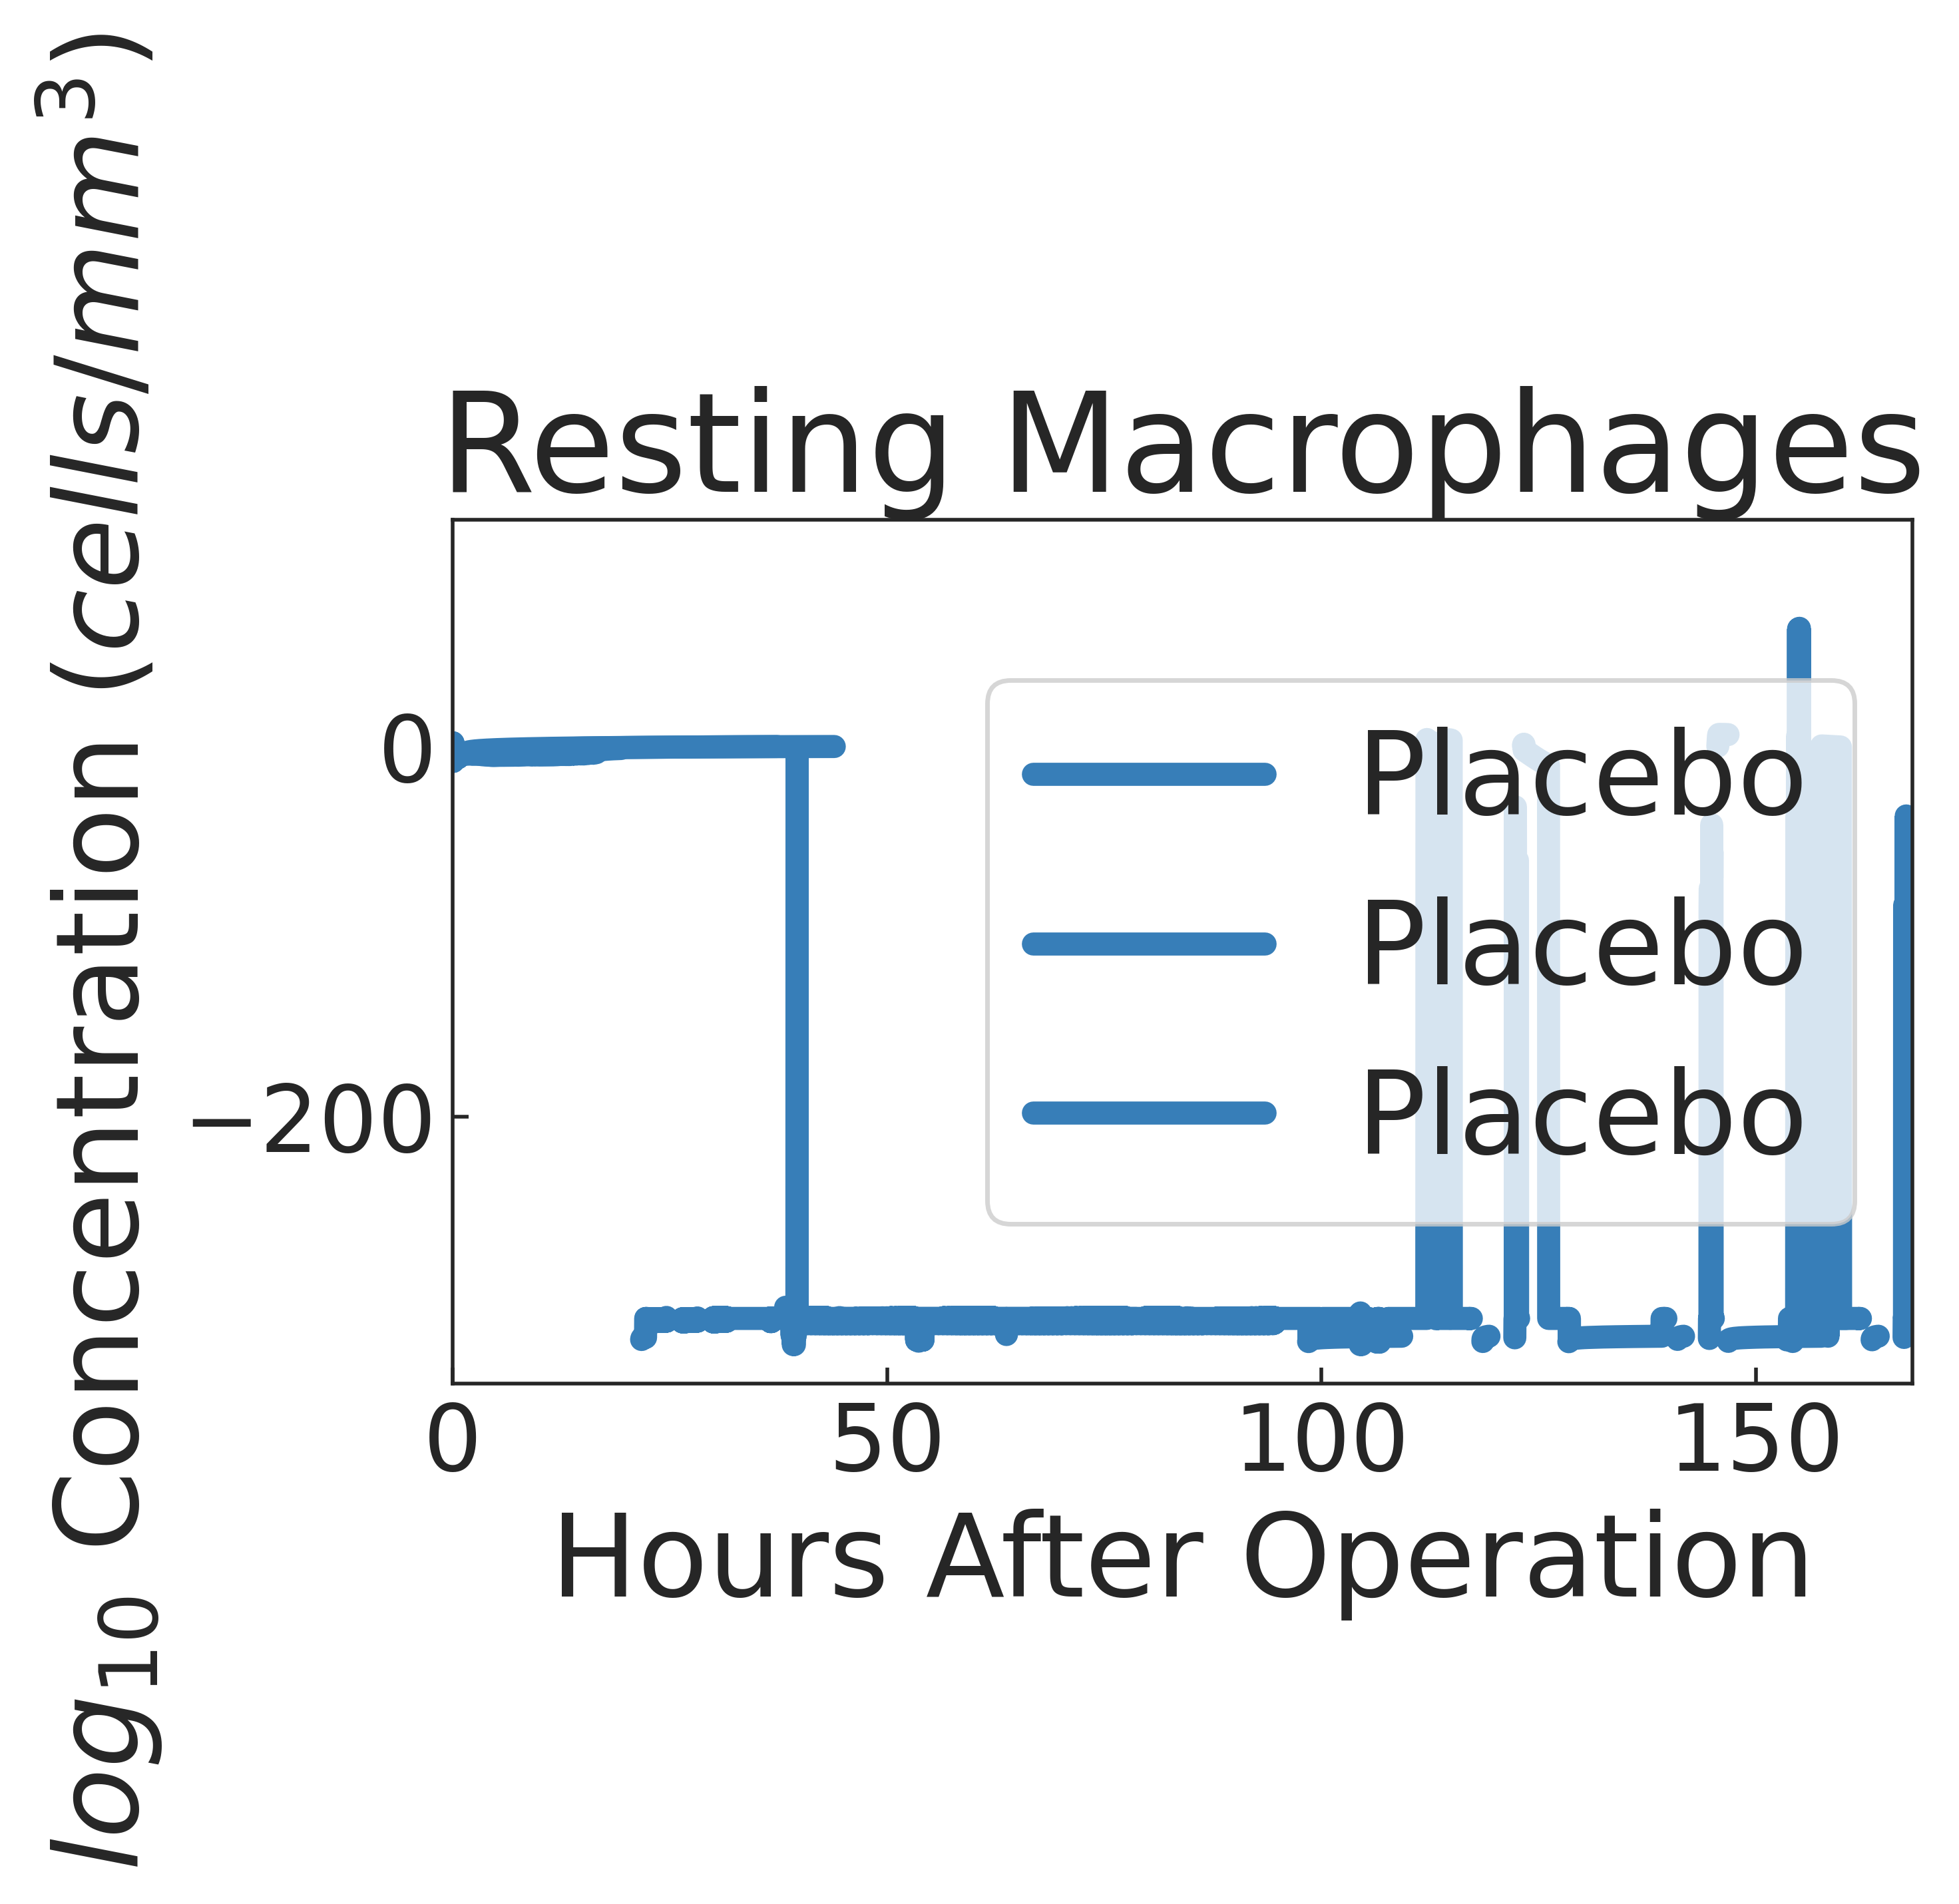 Resting Macrophages
log10 Concentration (cells/mm3)
0
−200
Placebo
Placebo
Placebo
0 50 100 150
Hours After Operation